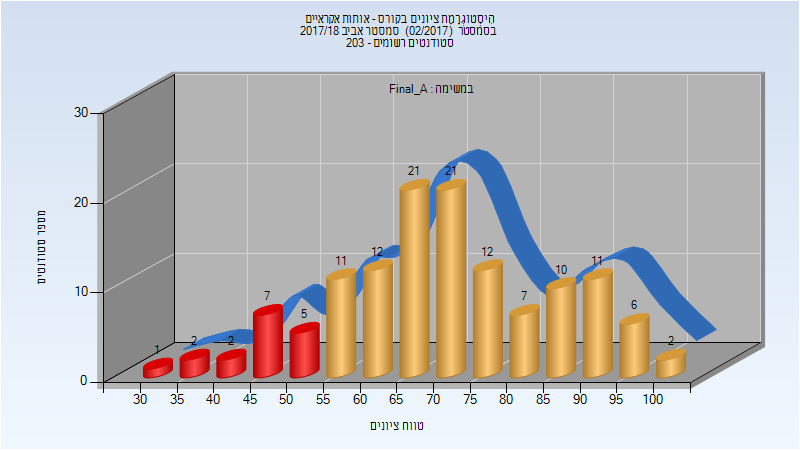 היסטוגרמת ציונים בקורס - אותות אקראיים
בסמסטר (02/2017) סמסטר אביב 2017/18
סטודנטים רשומים - 203
במשימה : Final_A
מספר סטודנטים
30
20
10
0
1
2
2
7
5
11
12
21
21
12
7
10
11
6
2
30 35 40 45 50 55 60 65 70 75 80 85 90 95 100
טווח ציונים